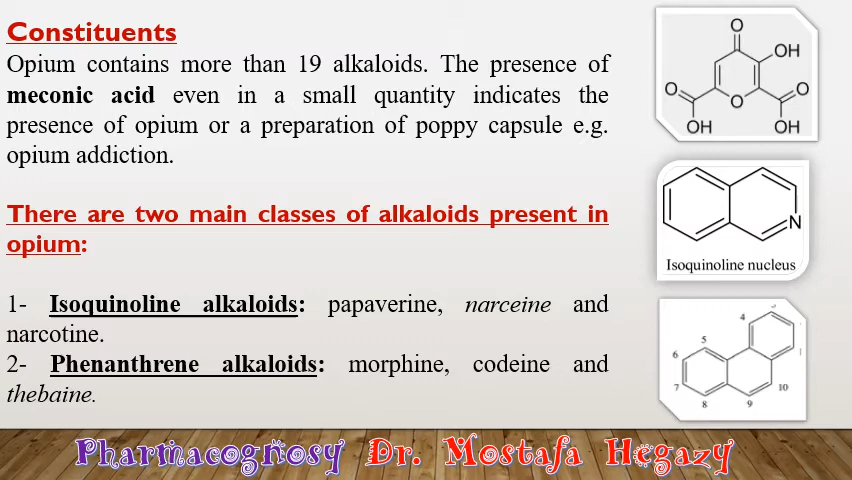 Constituents
Opium contains more than 19 alkaloids. The presence of
meconic acid even in a small quantity indicates the
presence of opium or a preparation of poppy capsule e.g.
opium addiction.
There are two main classes of alkaloids present in
opium:
1- Isoquinoline alkaloids: papaverine, narceine and
narcotine.
2- Phenanthrene alkaloids: morphine, codeine and
thebaine.
O
OH
O
O
O
OH
OH
N
Isoquinoline nucleus
4
5
6
7
8
9
10
Pharmacognosy Dr. Mostafa Hegazy